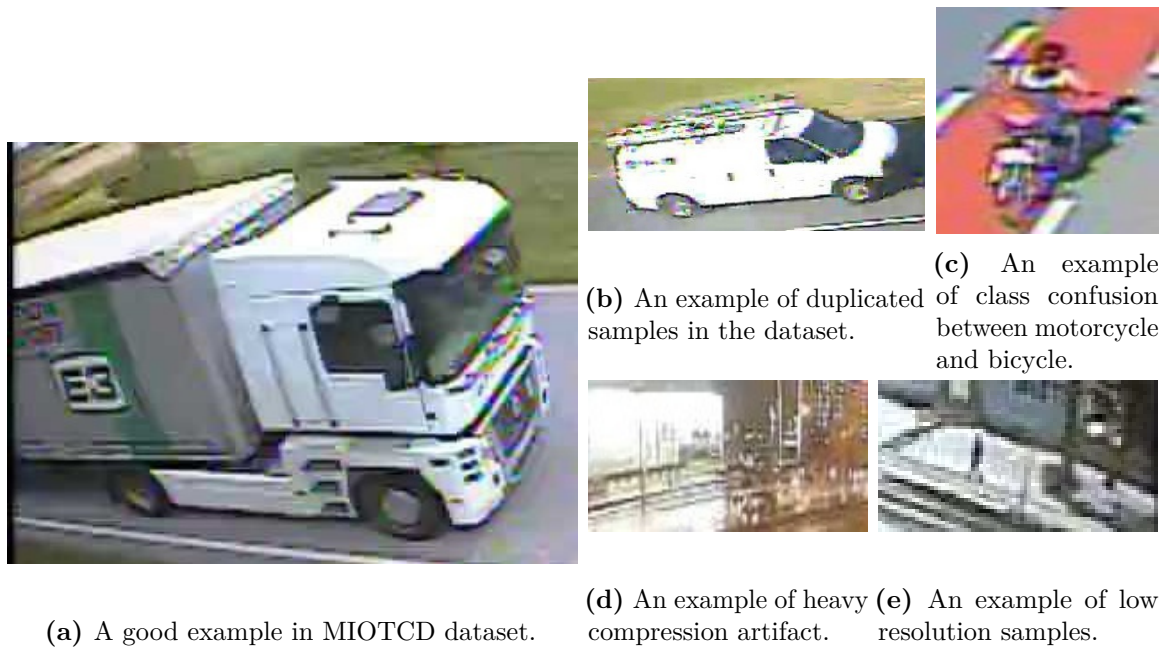 E3
(a) A good example in MIOTCD dataset.
(b) An example of duplicated
samples in the dataset.
(c) An example
of class confusion
between motorcycle
and bicycle.
(d) An example of heavy
compression artifact.
(e) An example of low
resolution samples.